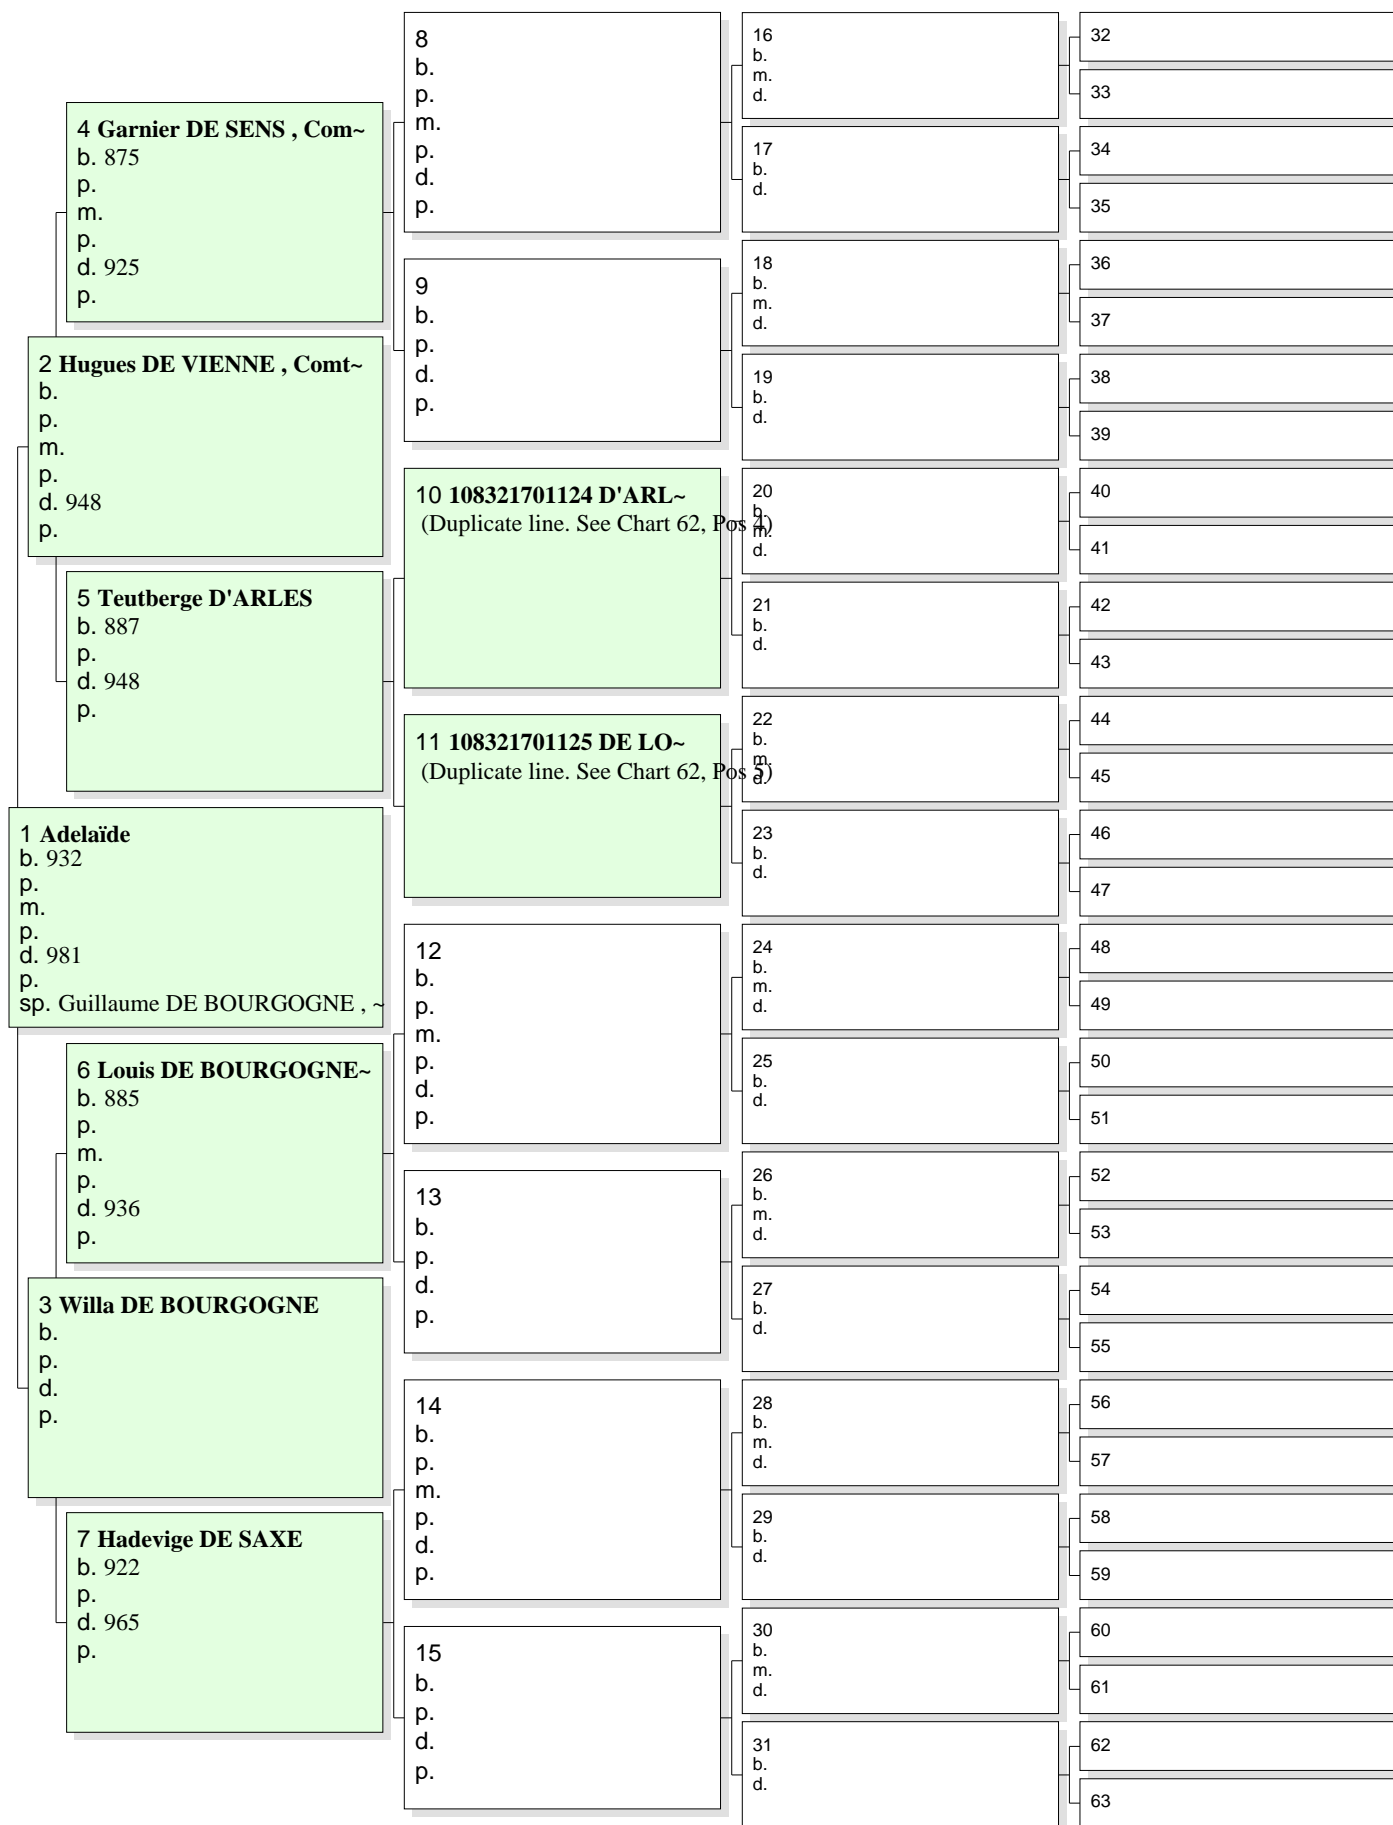 4 Garnier DE SENS , Com~
b. 875
p.
m.
p.
d. 925
p.
2 Hugues DE VIENNE , Comt~
b.
p.
m.
p.
d. 948
p.
5 Teutberge D'ARLES
b. 887
p.
d. 948
p.
1 Adelaïde
b. 932
p.
m.
p.
d. 981
p.
sp. Guillaume DE BOURGOGNE , ~
6 Louis DE BOURGOGNE~
b. 885
p.
m.
p.
d. 936
p.
3 Willa DE BOURGOGNE
b.
p.
d.
p.
7 Hadevige DE SAXE
b. 922
p.
d. 965
p.
8
b.
p.
m.
p.
d.
p.
9
b.
p.
d.
p.
10 108321701124 D'ARL~
(Duplicate line. See Chart 62, Pos 4)
11 108321701125 DE LO~
(Duplicate line. See Chart 62, Pos 5)
12
b.
p.
m.
p.
d.
p.
13
b.
p.
d.
p.
14
b.
p.
m.
p.
d.
p.
15
b.
p.
d.
p.
16
b.
m.
d.
17
b.
d.
18
b.
m.
d.
19
b.
d.
20
b.
m.
d.
21
b.
d.
22
b.
m.
d.
23
b.
d.
24
b.
m.
d.
25
b.
d.
26
b.
m.
d.
27
b.
d.
28
b.
m.
d.
29
b.
d.
30
b.
m.
d.
31
b.
d.
32
33
34
35
36
37
38
39
40
41
42
43
44
45
46
47
48
49
50
51
52
53
54
55
56
57
58
59
60
61
62
63